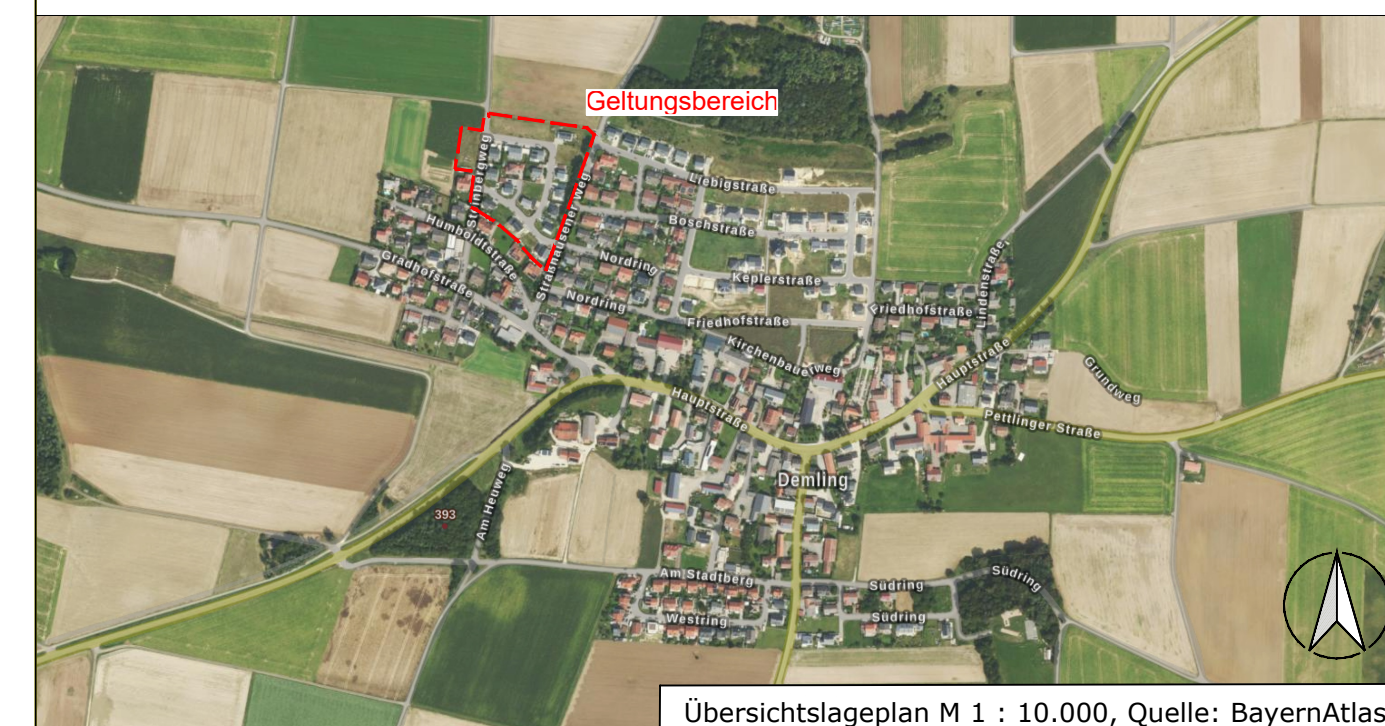 Geltungsbereich
Steinbergweg
Straßhausener weg
Liebigstraße
Boschstraße
Humboldtstraße
Gradhofstraße
Nordring
Keplerstraße
Nordring
Friedhofstraße
Friedhofstraße
Lindenstraße
Kirchenbauerweg
Hauptstraße
Grundweg
Hauptstraße
Pettlinger Straße
Demling
Am Heuweg
393
Am Stadtberg
Südring
Südring
Westring
Südring
Übersichtslageplan M 1 : 10.000, Quelle: BayernAtlas